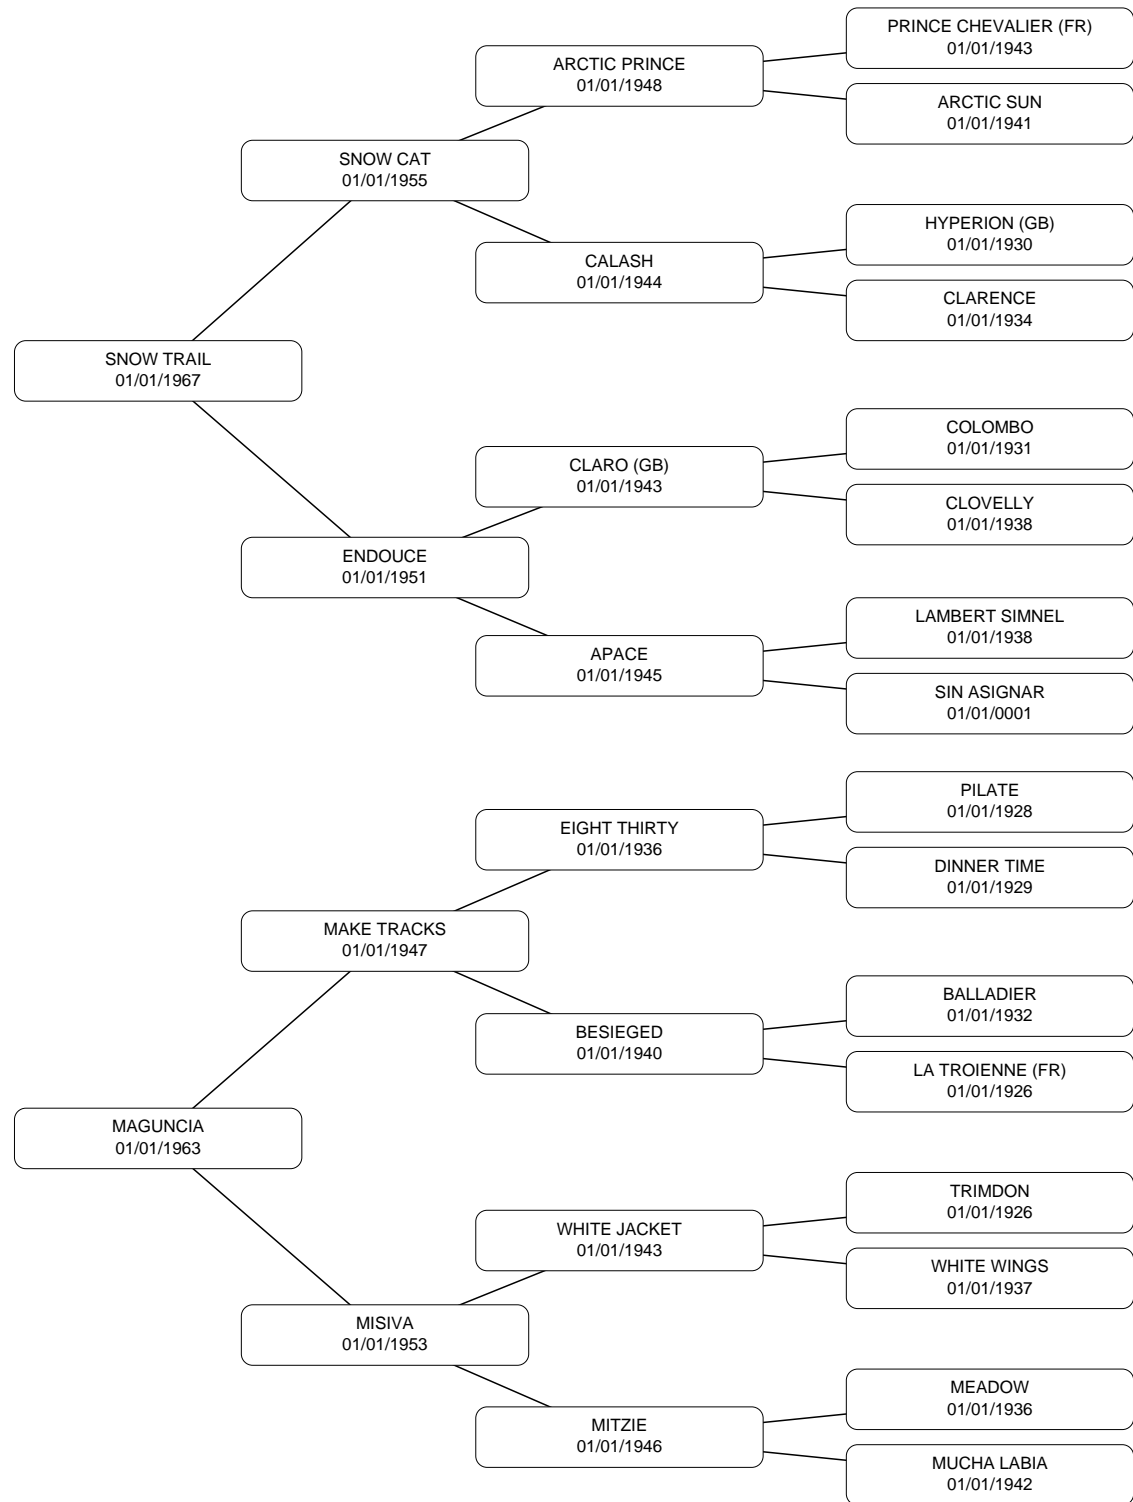 PRINCE CHEVALIER (FR)
01/01/1943
ARCTIC PRINCE
01/01/1948
ARCTIC SUN
01/01/1941
SNOW CAT
01/01/1955
HYPERION (GB)
01/01/1930
CALASH
01/01/1944
CLARENCE
01/01/1934
SNOW TRAIL
01/01/1967
COLOMBO
01/01/1931
CLARO (GB)
01/01/1943
CLOVELLY
01/01/1938
ENDOUCE
01/01/1951
LAMBERT SIMNEL
01/01/1938
APACE
01/01/1945
SIN ASIGNAR
01/01/0001
PILATE
01/01/1928
EIGHT THIRTY
01/01/1936
DINNER TIME
01/01/1929
MAKE TRACKS
01/01/1947
BALLADIER
01/01/1932
BESIEGED
01/01/1940
LA TROIENNE (FR)
01/01/1926
MAGUNCIA
01/01/1963
TRIMDON
01/01/1926
WHITE JACKET
01/01/1943
WHITE WINGS
01/01/1937
MISIVA
01/01/1953
MEADOW
01/01/1936
MITZIE
01/01/1946
MUCHA LABIA
01/01/1942